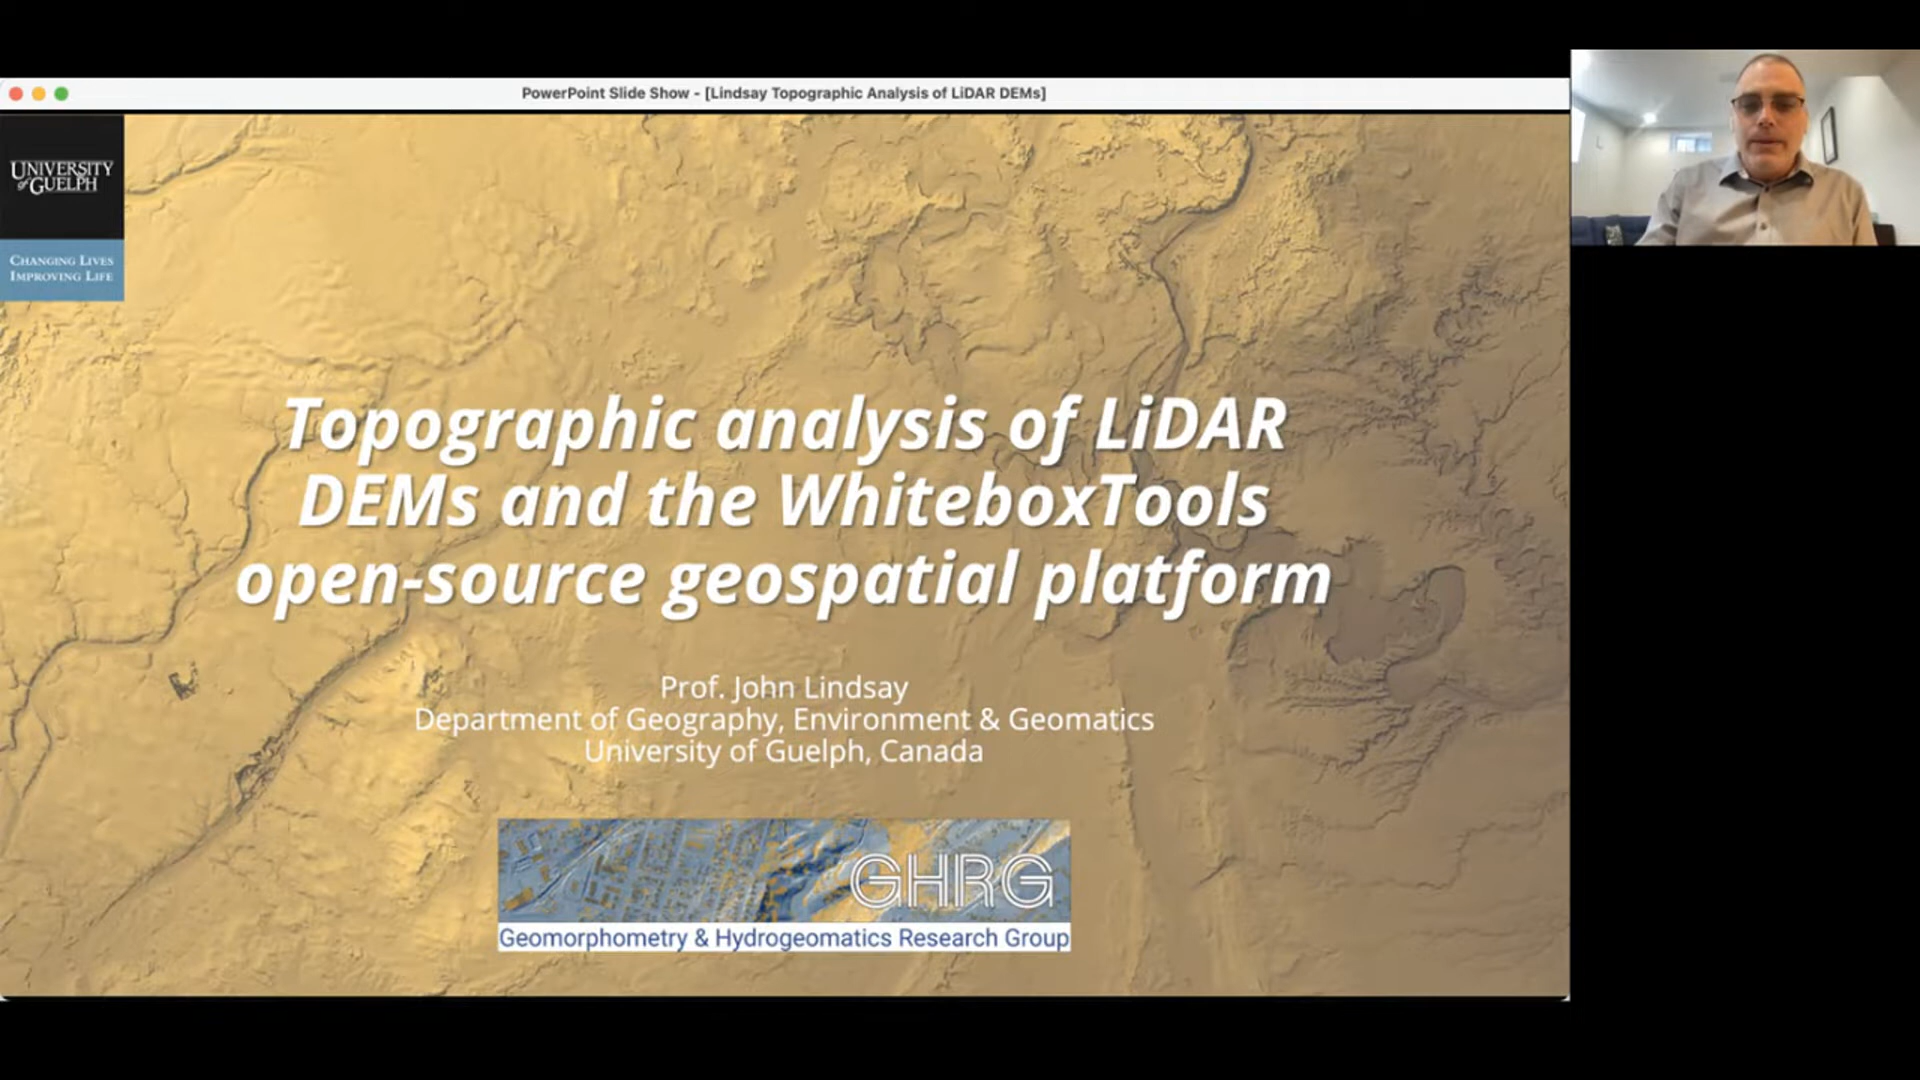 PowerPoint Slide Show - [Lindsay Topographic Analysis of LiDAR DEMs]
UNIVERSITY
of GUELPH
CHANGING LIVES
IMPROVING LIFE
Topographic analysis of LiDAR
DEMs and the WhiteboxTools
open-source geospatial platform
Prof. John Lindsay
Department of Geography, Environment & Geomatics
University of Guelph, Canada
GHRG
Geomorphometry & Hydrogeomatics Research Group